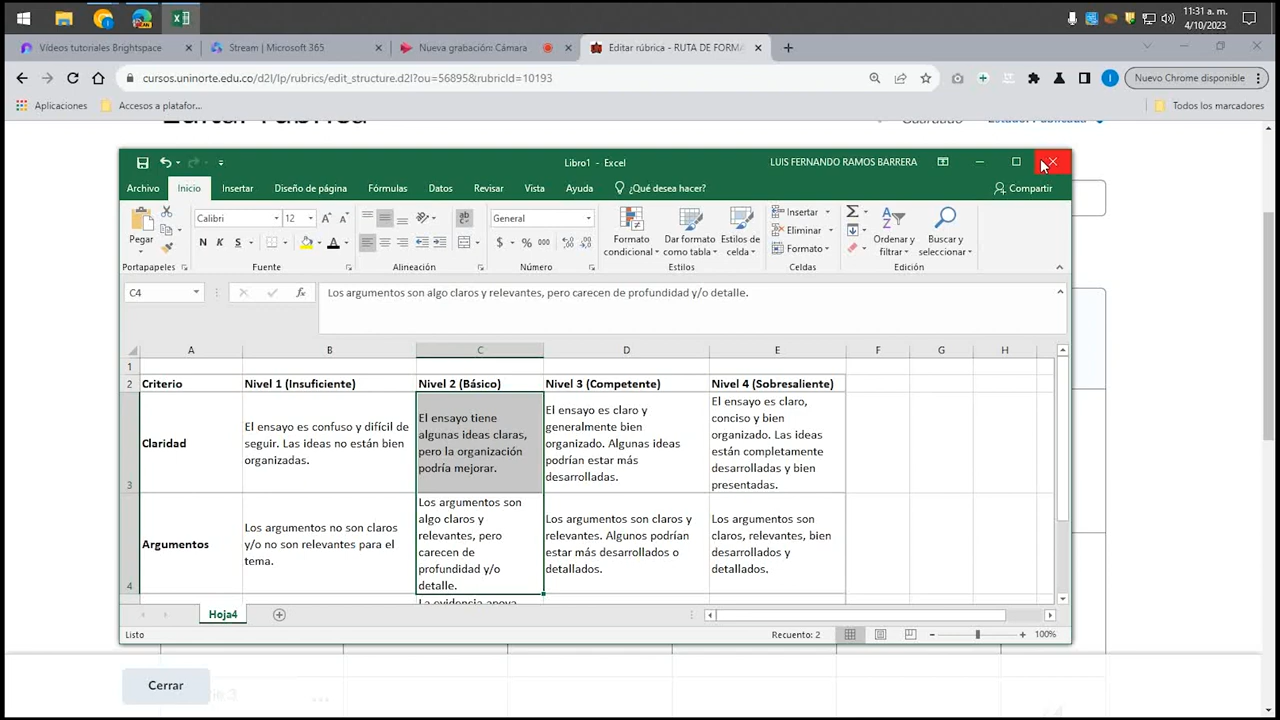 11:31 a. m.
4/10/2023
Vídeos tutoriales Brightspace
Stream | Microsoft 365
Nueva grabación: Cámara
Editar rúbrica - RUTA DE FORMA
cursos.uninorte.edu.co/d2l/lp/rubrics/edit_structure.d2l?ou=56895&rubricId=10193
Nuevo Chrome disponible
Aplicaciones
Accesos a platafor...
Todos los marcadores
Libro1 - Excel
LUIS FERNANDO RAMOS BARRERA
Archivo
Inicio
Insertar
Diseño de página
Fórmulas
Datos
Revisar
Vista
Ayuda
¿Qué desea hacer?
Compartir
Pegar
Calibri
12
N K S
General
$ % 000
Formato condicional
Dar formato como tabla
Estilos de celda
Insertar
Eliminar
Formato
Ordenar y filtrar
Buscar y seleccionar
Portapapeles
Fuente
Alineación
Número
Estilos
Celdas
Edición
C4
fx
Los argumentos son algo claros y relevantes, pero carecen de profundidad y/o detalle.
A B C D E F G H
1
2
Criterio
Nivel 1 (Insuficiente)
Nivel 2 (Básico)
Nivel 3 (Competente)
Nivel 4 (Sobresaliente)
3
Claridad
El ensayo es confuso y difícil de
seguir. Las ideas no están bien
organizadas.
El ensayo tiene
algunas ideas claras,
pero la organización
podría mejorar.
El ensayo es claro y
generalmente bien
organizado. Algunas ideas
podrían estar más
desarrolladas.
El ensayo es claro,
conciso y bien
organizado. Las ideas
están completamente
desarrolladas y bien
presentadas.
4
Argumentos
Los argumentos no son claros
y/o no son relevantes para el
tema.
Los argumentos son
algo claros y
relevantes, pero
carecen de
profundidad y/o
detalle.
Los argumentos son claros y
relevantes. Algunos podrían
estar más desarrollados o
detallados.
Los argumentos son
claros, relevantes, bien
desarrollados y
detallados.
La evidencia apoya
Hoja4
Listo
Recuento: 2
100%
Cerrar